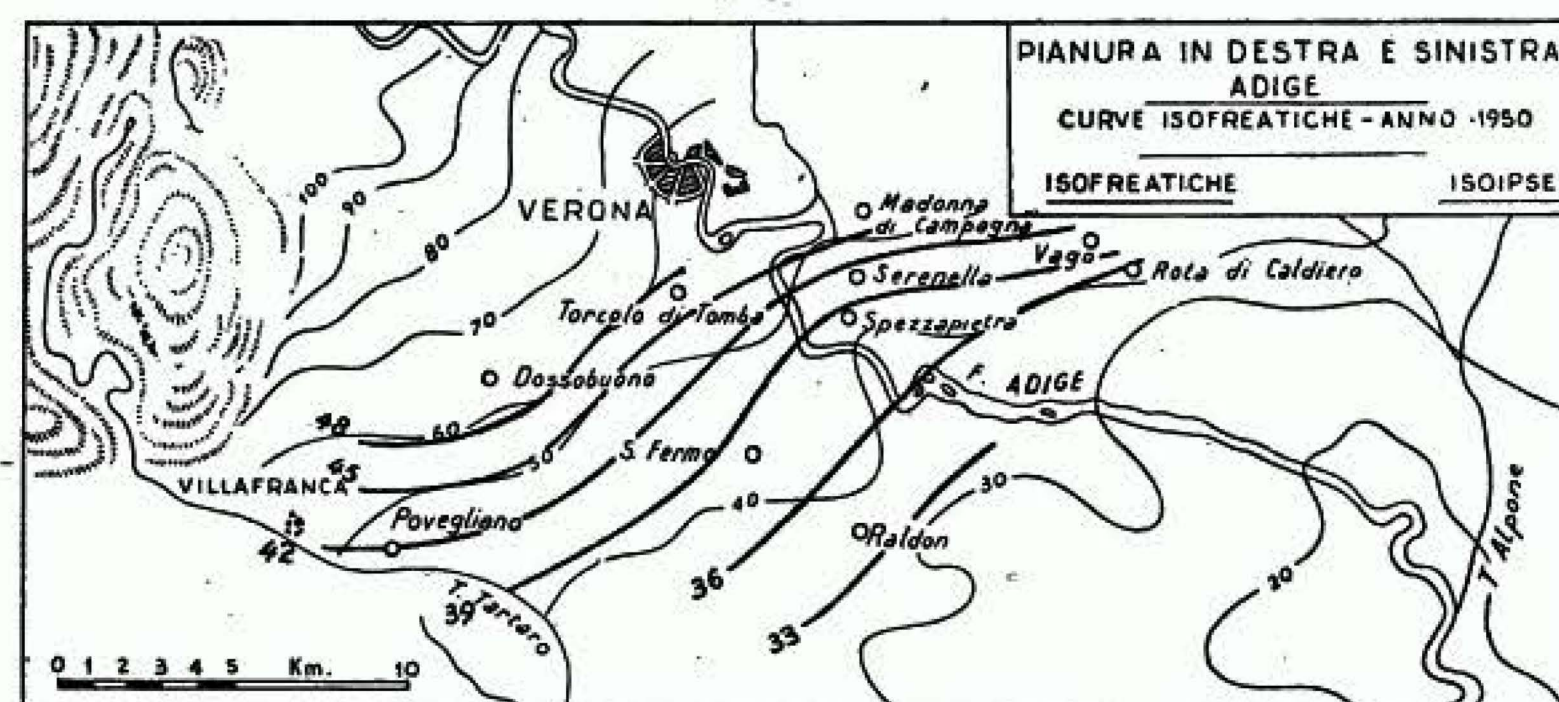 PIANURA IN DESTRA E SINISTRA
ADIGE
CURVE ISOFREATICHE - ANNO - 1950
ISOFREATICHE
ISOIPSE
100
90
80
70
VERONA
Madonna
di Campagna
Vago
Serenella
Rota di Caldiero
Torcolo di Tomba
Spezzapietra
Dossobuono
F. ADIGE
48
60
S. Fermo
45
50
VILLAFRANCA
40
30
Povegliano
42
Raldon
T. Alpone
36
20
39
T. Tartaro
33
0 1 2 3 4 5 Km. 10